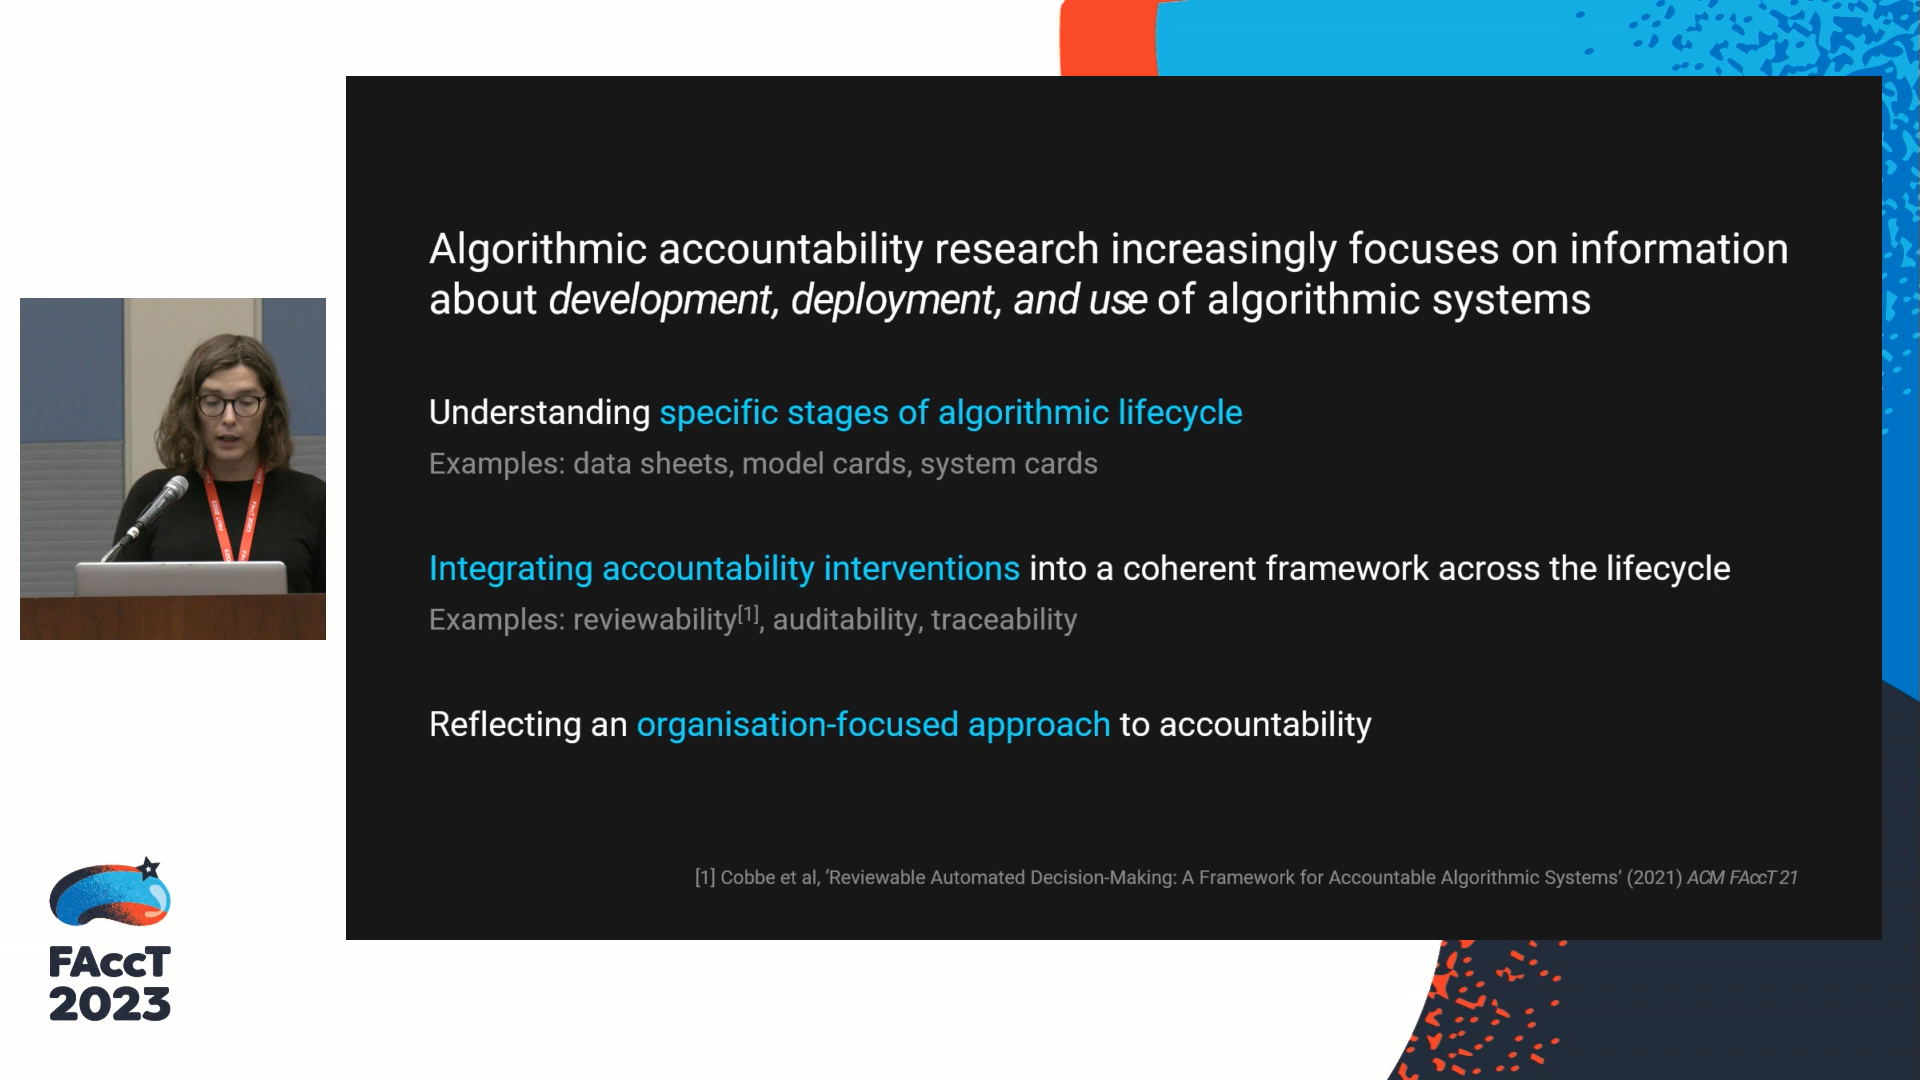 Algorithmic accountability research increasingly focuses on information
about development, deployment, and use of algorithmic systems
Understanding specific stages of algorithmic lifecycle
Examples: data sheets, model cards, system cards
Integrating accountability interventions into a coherent framework across the lifecycle
Examples: reviewability[1], auditability, traceability
Reflecting an organisation-focused approach to accountability
[1] Cobbe et al, ‘Reviewable Automated Decision-Making: A Framework for Accountable Algorithmic Systems’ (2021) ACM FAccT 21
FAccT
2023